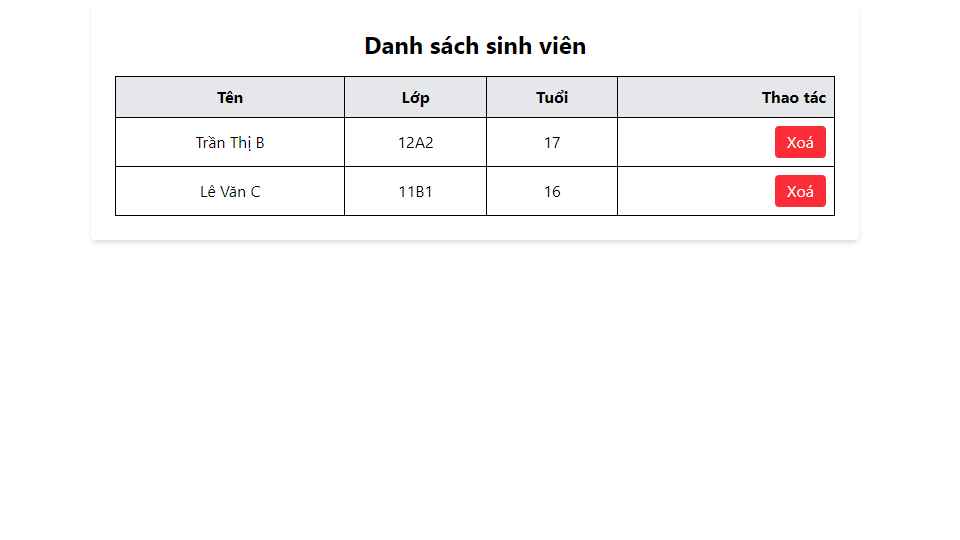 Danh sách sinh viên
Tên Lớp Tuổi Thao tác
Trần Thị B 12A2 17 Xoá
Lê Văn C 11B1 16 Xoá